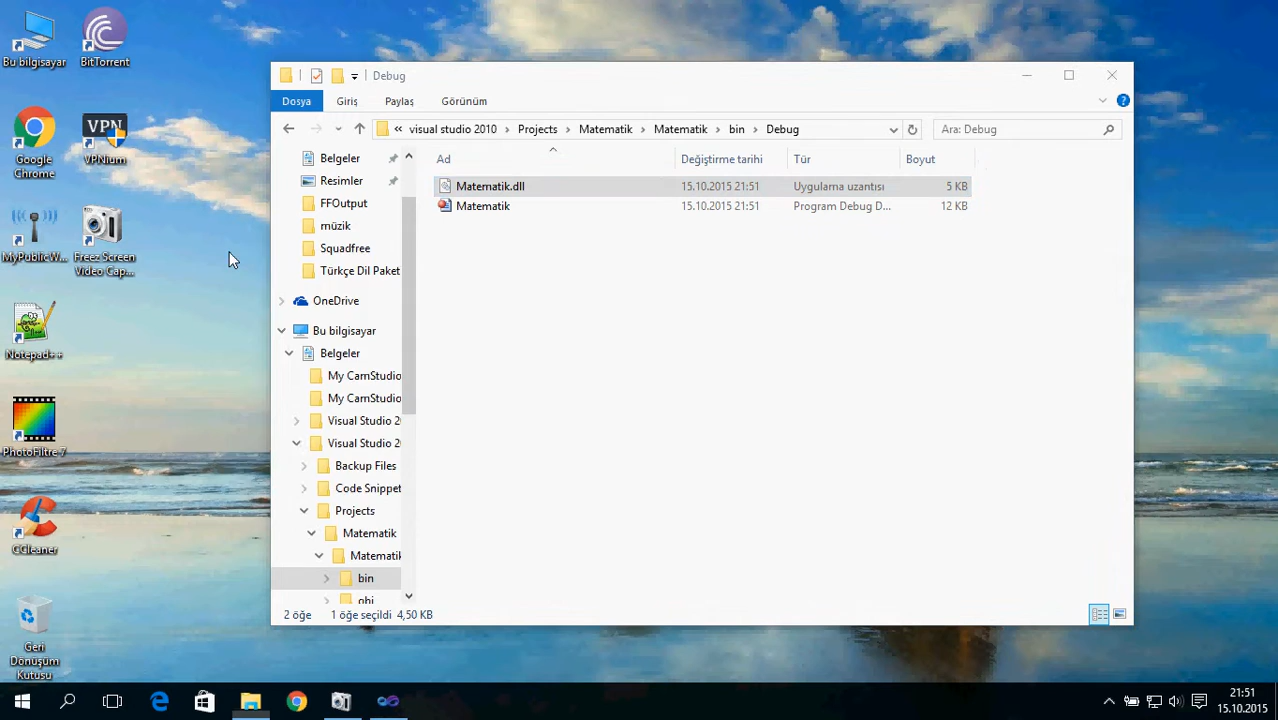 Bu bilgisayar
BitTorrent
Google Chrome
VPN
VPNium
MyPublicW...
Freez Screen Video Cap...
Notepad++
PhotoFiltre 7
CCleaner
Geri Dönüşüm Kutusu
Debug
Dosya
Giriş
Paylaş
Görünüm
« visual studio 2010 > Projects > Matematik > Matematik > bin > Debug
Ara: Debug
Ad
Değiştirme tarihi
Tür
Boyut
Matematik.dll 15.10.2015 21:51 Uygulama uzantısı 5 KB
Matematik 15.10.2015 21:51 Program Debug D... 12 KB
Belgeler
Resimler
FFOutput
müzik
Squadfree
Türkçe Dil Paket
OneDrive
Bu bilgisayar
Belgeler
My CamStudio
My CamStudio
Visual Studio 20
Visual Studio 20
Backup Files
Code Snippet
Projects
Matematik
Matematik
bin
obj
2 öğe
1 öğe seçildi 4,50 KB
21:51
15.10.2015